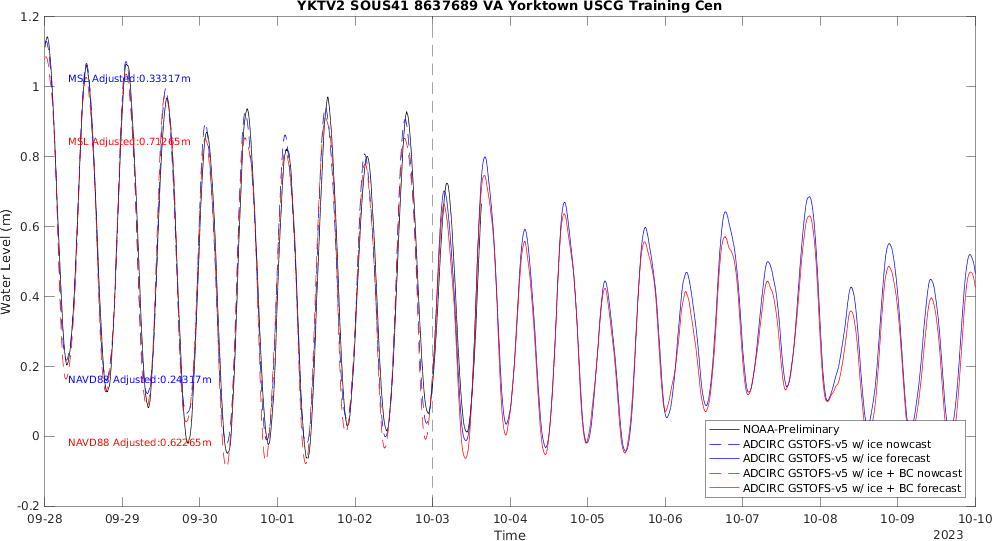 YKTV2 SOUS41 8637689 VA Yorktown USCG Training Cen
1.2
1
0.8
0.6
0.4
0.2
0
-0.2
Water Level (m)
MSL Adjusted:0.33317m
MSL Adjusted:0.71265m
NAVD88 Adjusted:0.24317m
NAVD88 Adjusted:0.62265m
NOAA-Preliminary
ADCIRC GSTOFS-v5 w/ ice nowcast
ADCIRC GSTOFS-v5 w/ ice forecast
ADCIRC GSTOFS-v5 w/ ice + BC nowcast
ADCIRC GSTOFS-v5 w/ ice + BC forecast
09-28 09-29 09-30 10-01 10-02 10-03 10-04 10-05 10-06 10-07 10-08 10-09 10-10
Time
2023